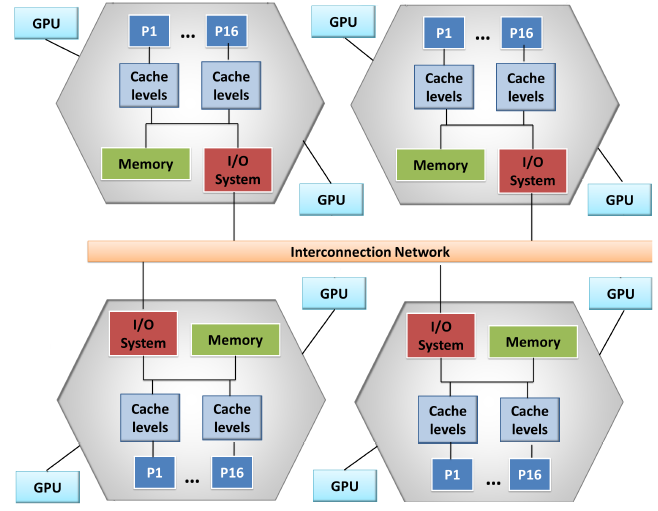 GPU
P1 ... P16
Cache levels
Cache levels
Memory
I/O System
GPU
GPU
P1 ... P16
Cache levels
Cache levels
Memory
I/O System
GPU
Interconnection Network
GPU
I/O System
Memory
Cache levels
Cache levels
P1 ... P16
GPU
GPU
I/O System
Memory
Cache levels
Cache levels
P1 ... P16
GPU